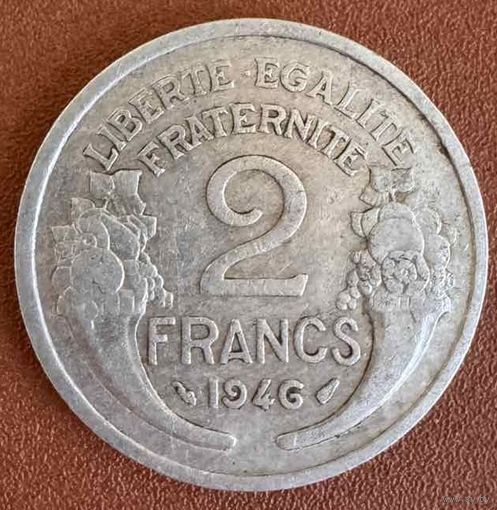 LIBERTE·EGALITE
FRATERNITE
2
FRANCS
1946